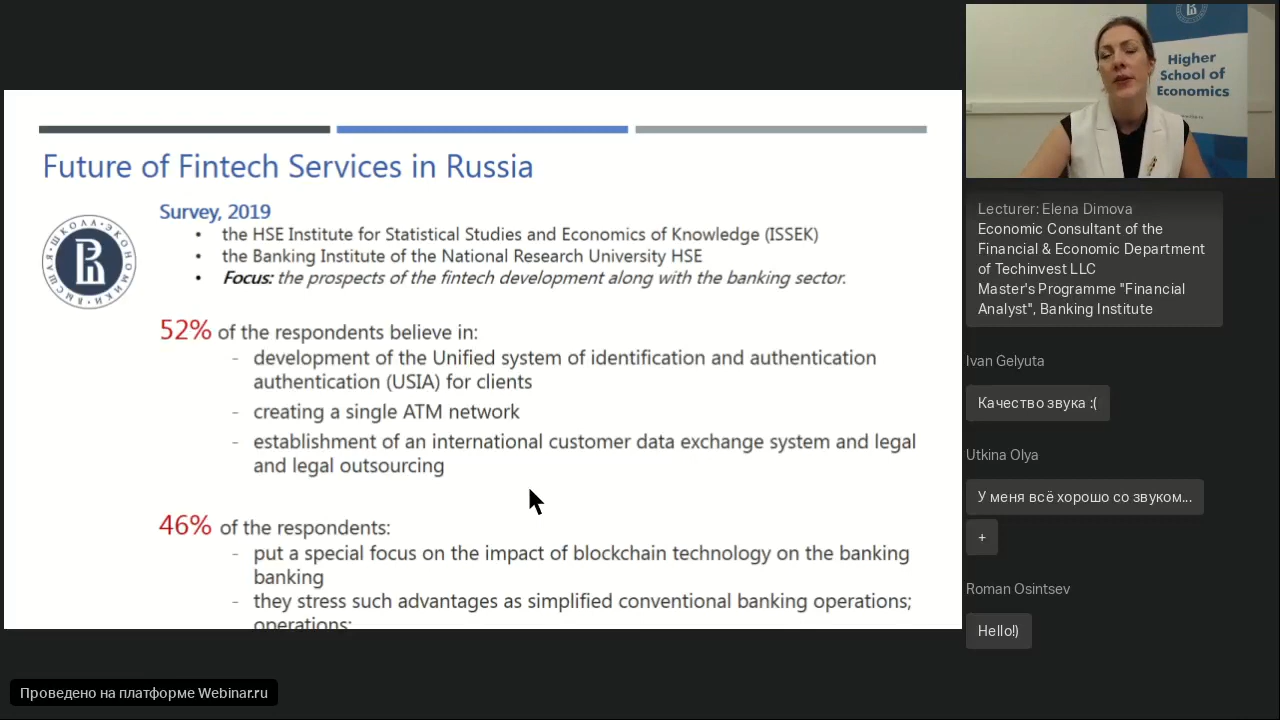 Future of Fintech Services in Russia
Survey, 2019
• the HSE Institute for Statistical Studies and Economics of Knowledge (ISSEK)
• the Banking Institute of the National Research University HSE
• Focus: the prospects of the fintech development along with the banking sector.
ВЫСШАЯ ШКОЛА ЭКОНОМИКИ
52% of the respondents believe in:
- development of the Unified system of identification and authentication
authentication (USIA) for clients
- creating a single ATM network
- establishment of an international customer data exchange system and legal
and legal outsourcing
46% of the respondents:
- put a special focus on the impact of blockchain technology on the banking
banking
- they stress such advantages as simplified conventional banking operations;
operations;
Higher
School of
Economics
Lecturer: Elena Dimova
Economic Consultant of the
Financial & Economic Department
of Techinvest LLC
Master's Programme "Financial
Analyst", Banking Institute
Ivan Gelyuta
Качество звука :(
Utkina Olya
У меня всё хорошо со звуком...
+
Roman Osintsev
Hello!)
Проведено на платформе Webinar.ru